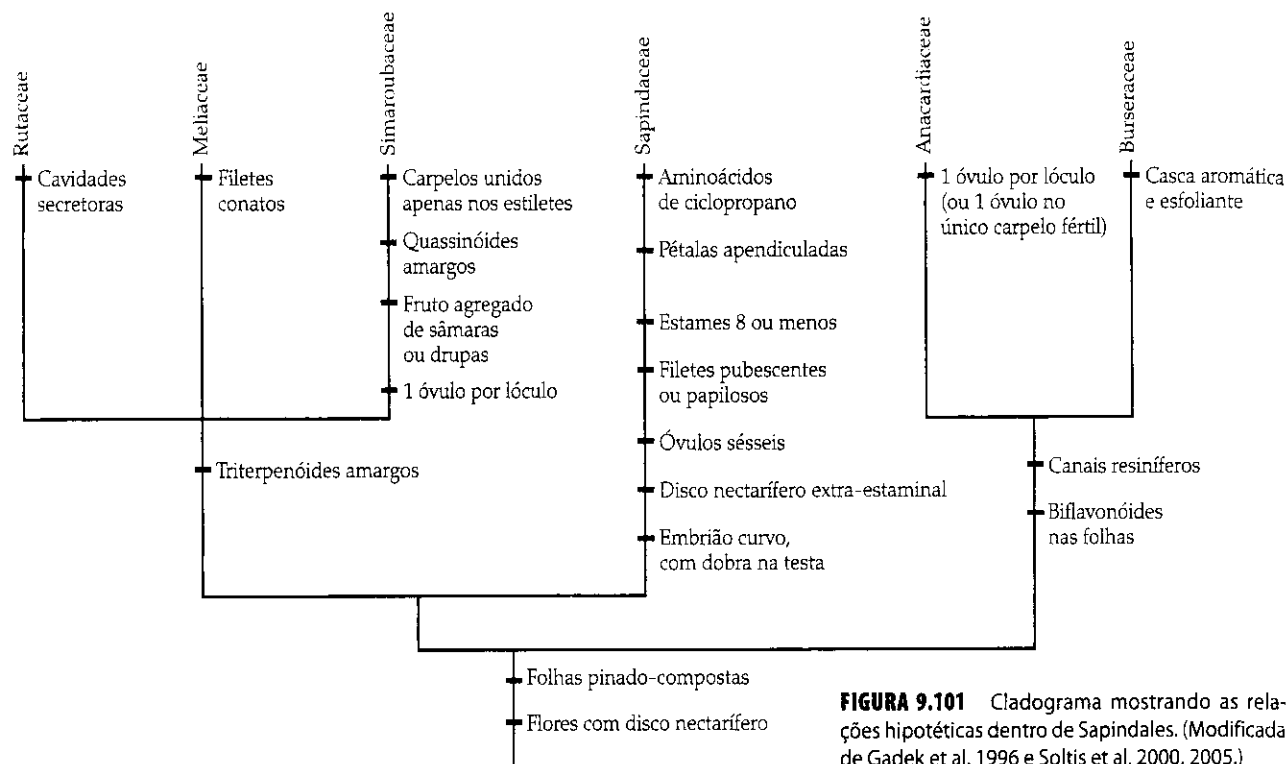 Rutaceae
Meliaceae
Simaroubaceae
Sapindaceae
Anacardiaceae
Burseraceae
Cavidades
secretoras
Filetes
conatos
Carpelos unidos
apenas nos estiletes
Quassinóides
amargos
Fruto agregado
de sâmaras
ou drupas
1 óvulo por lóculo
Triterpenóides amargos
Aminoácidos
de ciclopropano
Pétalas apendiculadas
Estames 8 ou menos
Filetes pubescentes
ou papilosos
Óvulos sésseis
Disco nectarífero extra-estaminal
Embrião curvo,
com dobra na testa
1 óvulo por lóculo
(ou 1 óvulo no
único carpelo fértil)
Casca aromática
e esfoliante
Canais resiníferos
Biflavonóides
nas folhas
Folhas pinado-compostas
Flores com disco nectarífero
FIGURA 9.101 Cladograma mostrando as rela-
ções hipotéticas dentro de Sapindales. (Modificada
de Gadek et al. 1996 e Soltis et al. 2000, 2005.)